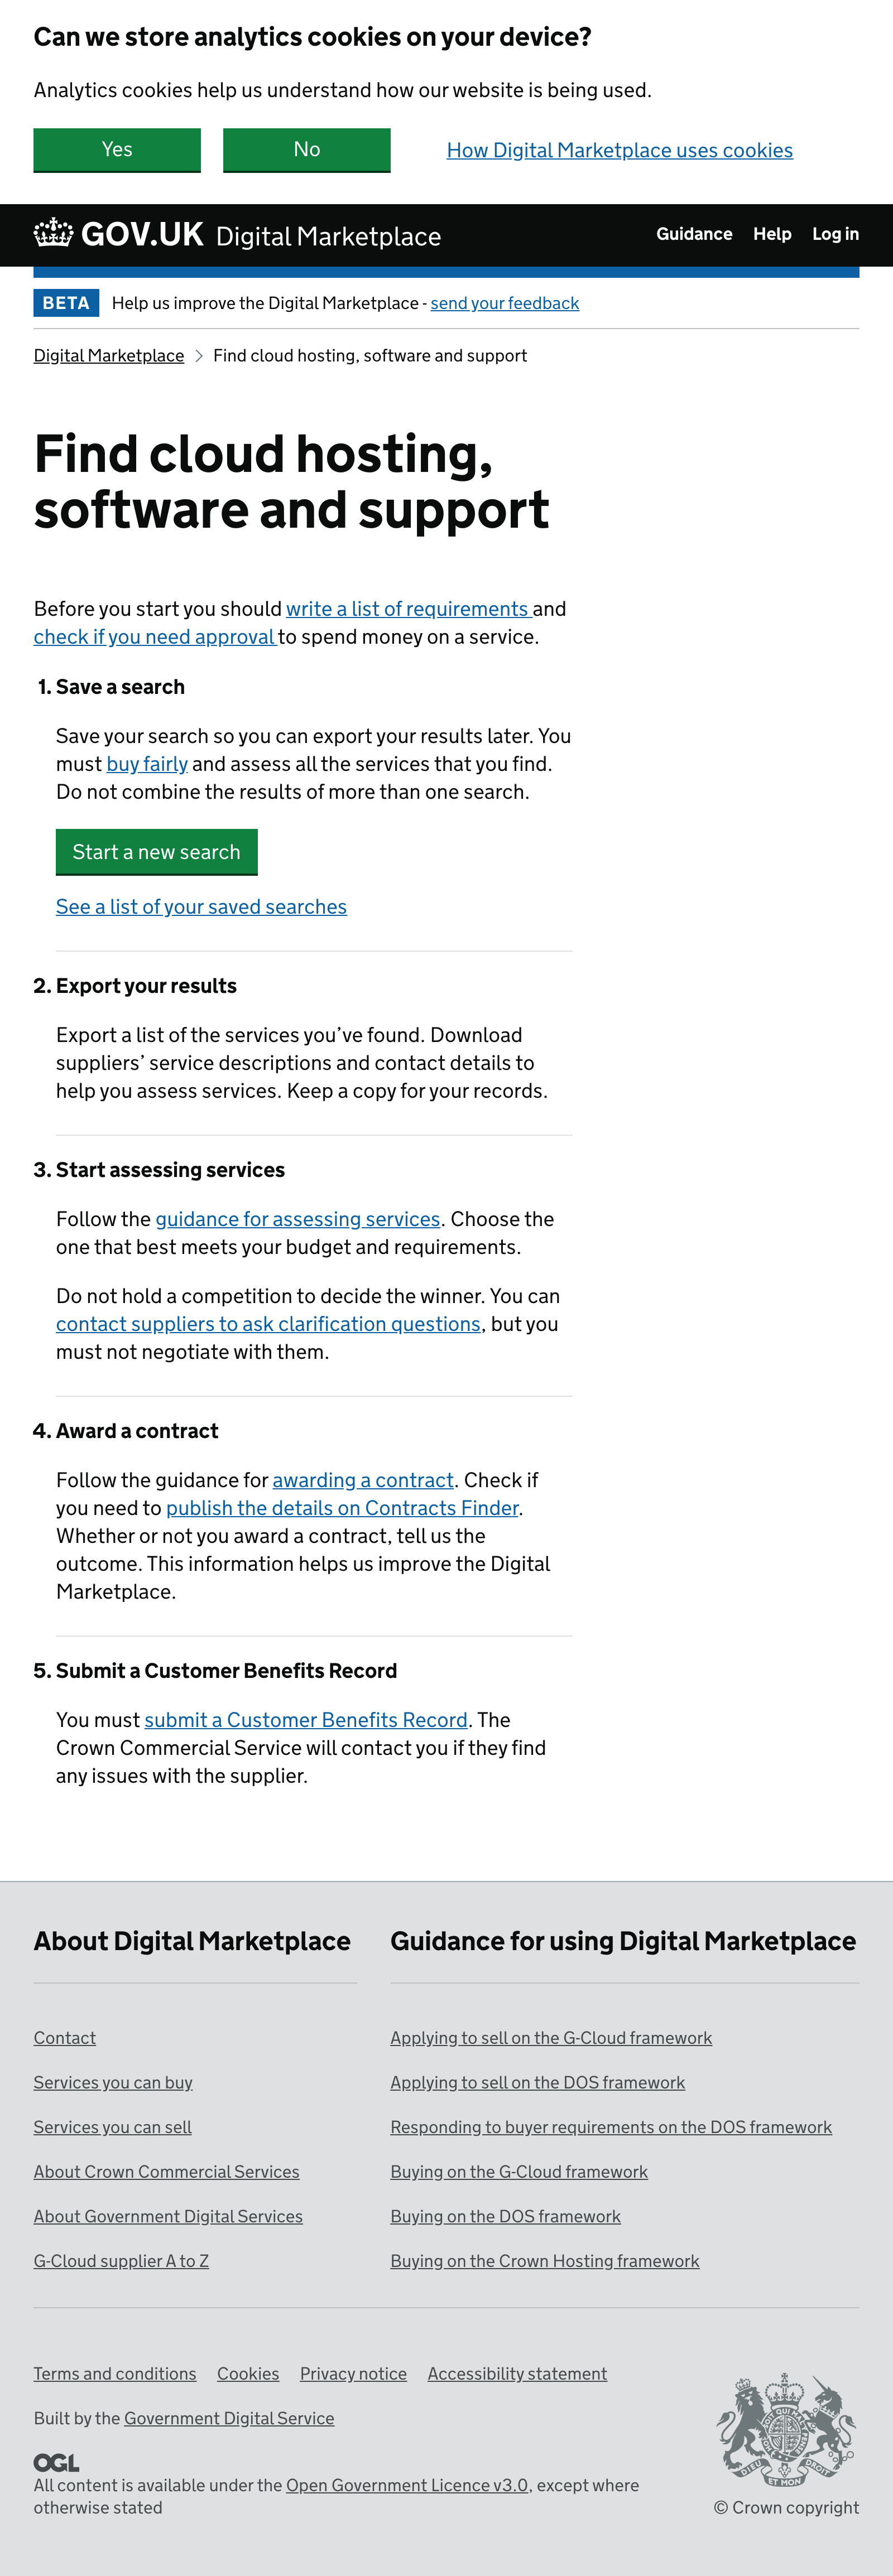 Can we store analytics cookies on your device?
Analytics cookies help us understand how our website is being used.
Yes No How Digital Marketplace uses cookies
GOV.UK Digital Marketplace Guidance Help Log in
BETA Help us improve the Digital Marketplace - send your feedback
Digital Marketplace Find cloud hosting, software and support
Find cloud hosting,
software and support
Before you start you should write a list of requirements and
check if you need approval to spend money on a service.
1. Save a search
Save your search so you can export your results later. You
must buy fairly and assess all the services that you find.
Do not combine the results of more than one search.
Start a new search
See a list of your saved searches
2. Export your results
Export a list of the services you’ve found. Download
suppliers’ service descriptions and contact details to
help you assess services. Keep a copy for your records.
3. Start assessing services
Follow the guidance for assessing services. Choose the
one that best meets your budget and requirements.
Do not hold a competition to decide the winner. You can
contact suppliers to ask clarification questions, but you
must not negotiate with them.
4. Award a contract
Follow the guidance for awarding a contract. Check if
you need to publish the details on Contracts Finder.
Whether or not you award a contract, tell us the
outcome. This information helps us improve the Digital
Marketplace.
5. Submit a Customer Benefits Record
You must submit a Customer Benefits Record. The
Crown Commercial Service will contact you if they find
any issues with the supplier.
About Digital Marketplace
Contact
Services you can buy
Services you can sell
About Crown Commercial Services
About Government Digital Services
G-Cloud supplier A to Z
Guidance for using Digital Marketplace
Applying to sell on the G-Cloud framework
Applying to sell on the DOS framework
Responding to buyer requirements on the DOS framework
Buying on the G-Cloud framework
Buying on the DOS framework
Buying on the Crown Hosting framework
Terms and conditions Cookies Privacy notice Accessibility statement
Built by the Government Digital Service
OGL
All content is available under the Open Government Licence v3.0, except where
otherwise stated
DIEU ET MON DROIT
© Crown copyright